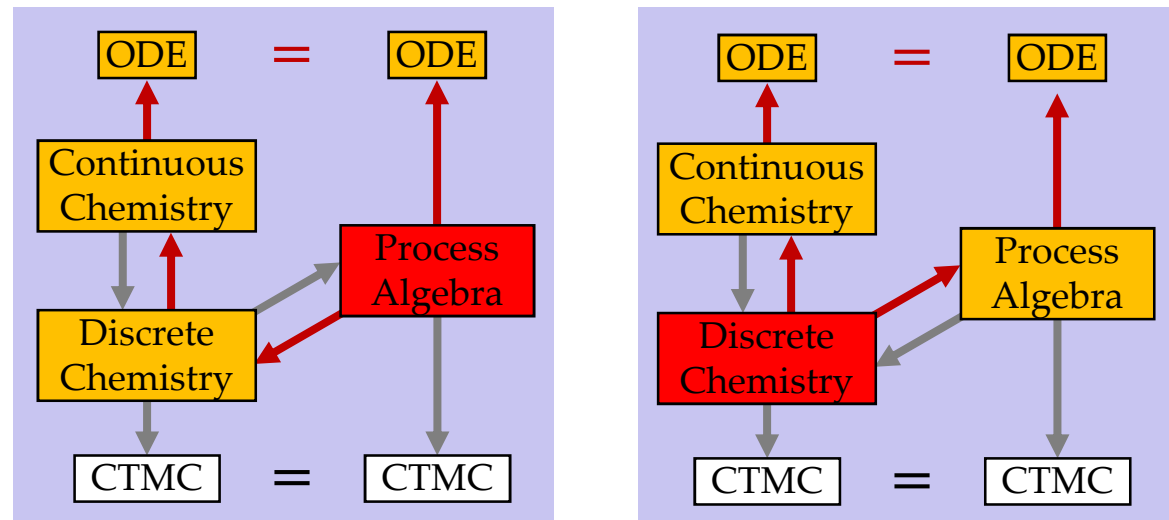 ODE = ODE
Continuous
Chemistry
Process
Algebra
Discrete
Chemistry
CTMC = CTMC
ODE = ODE
Continuous
Chemistry
Process
Algebra
Discrete
Chemistry
CTMC = CTMC